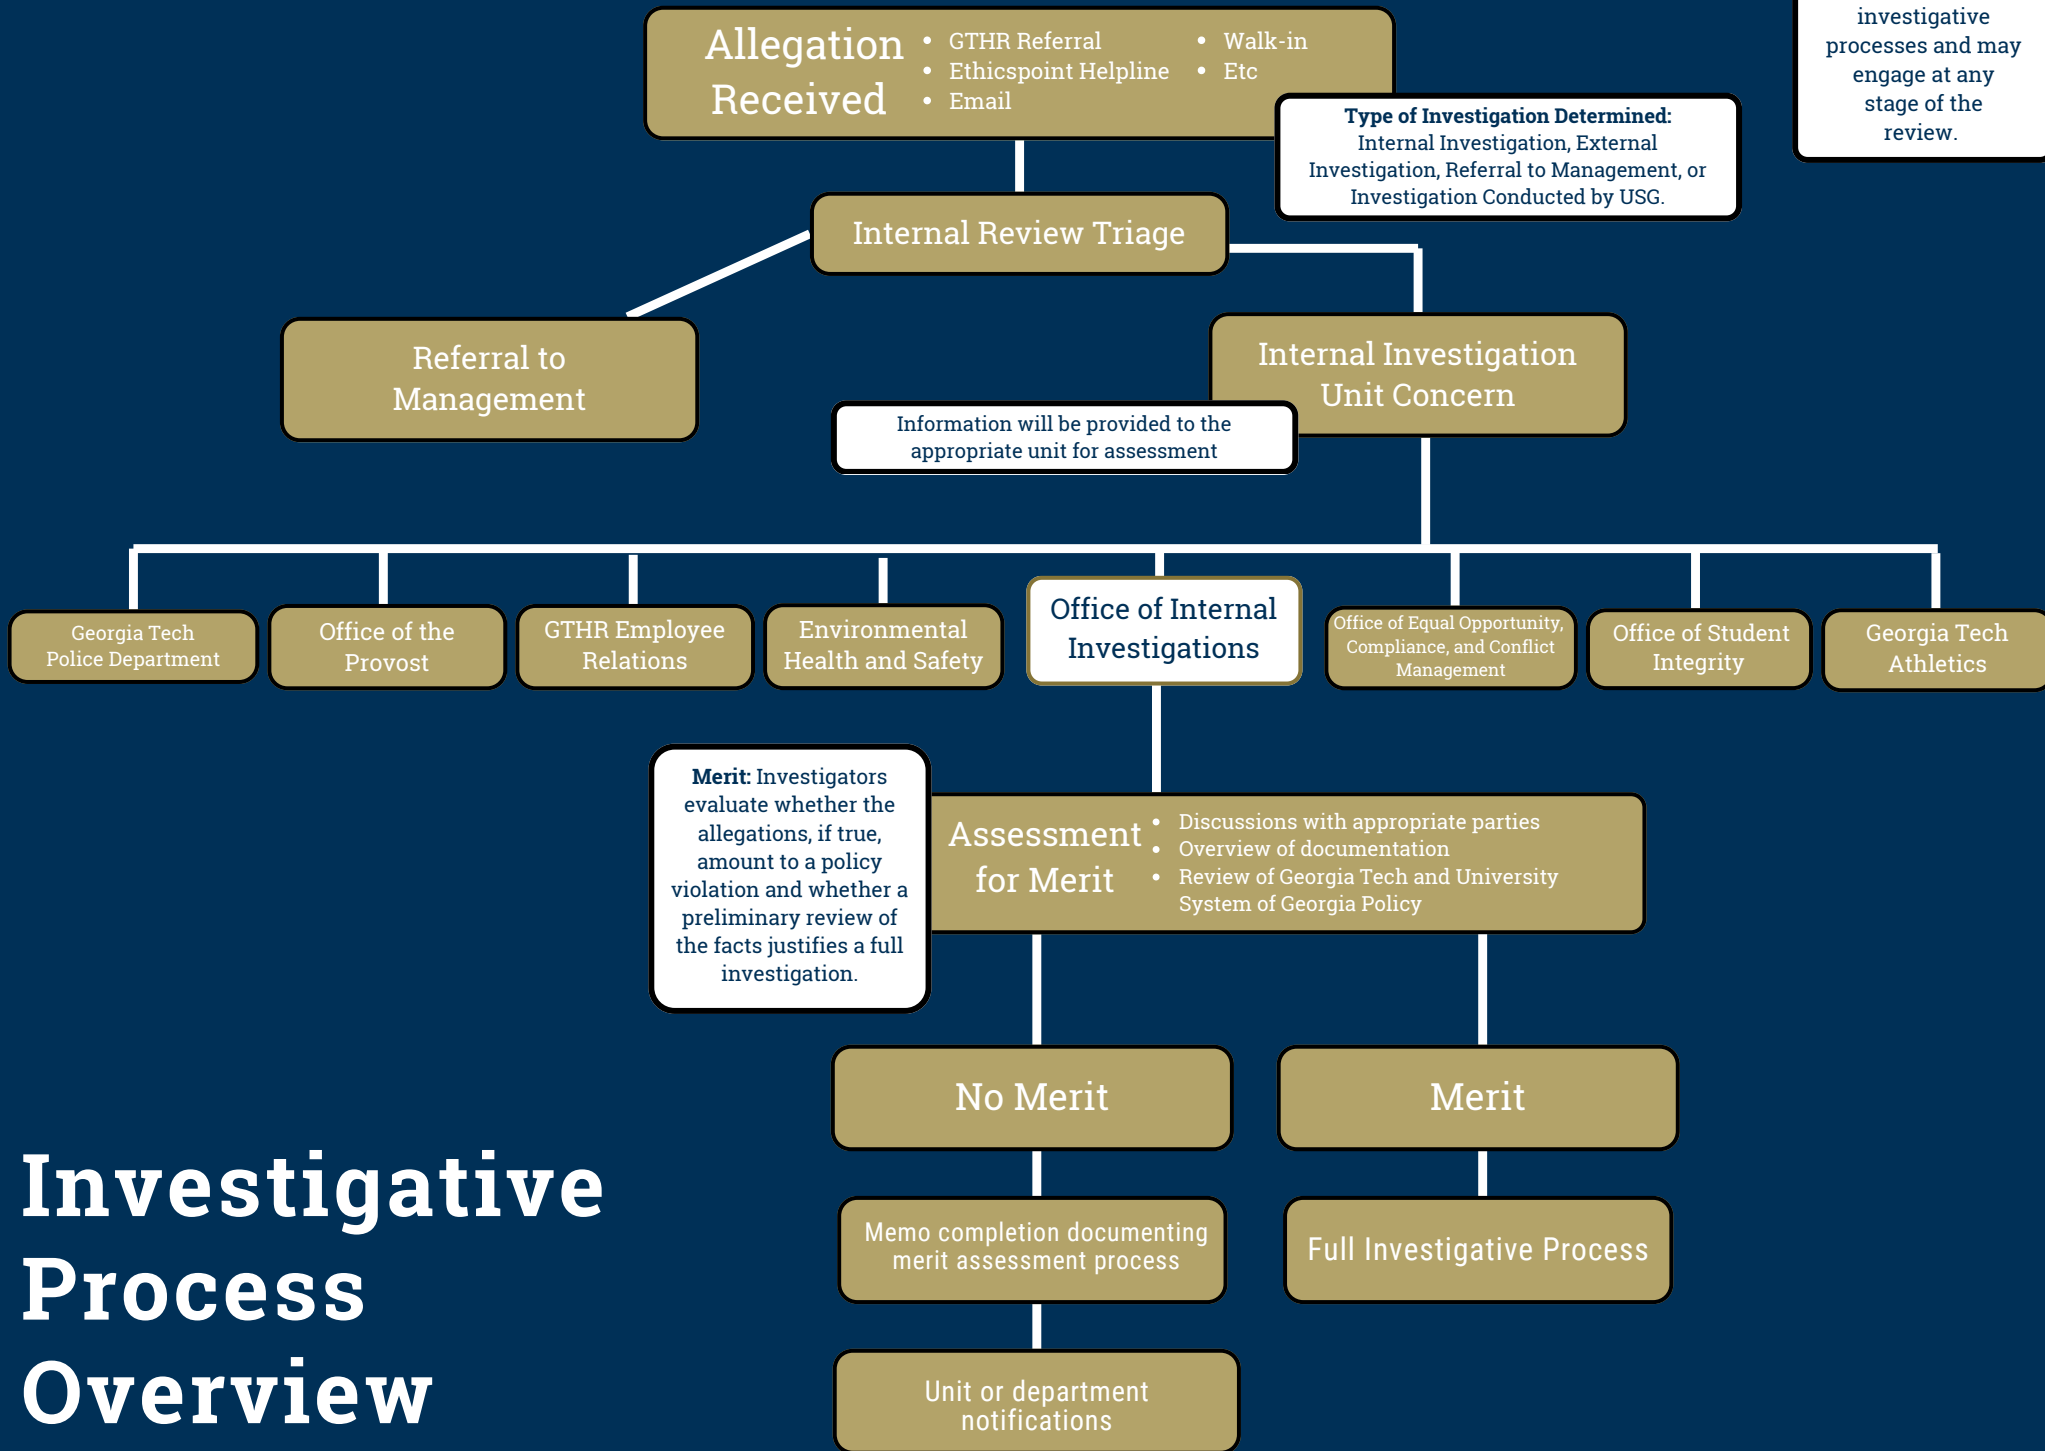 Allegation
Received
• GTHR Referral
• Ethicspoint Helpline
• Email
• Walk-in
• Etc
investigative
processes and may
engage at any
stage of the
review.
Type of Investigation Determined:
Internal Investigation, External
Investigation, Referral to Management, or
Investigation Conducted by USG.
Internal Review Triage
Referral to
Management
Internal Investigation
Unit Concern
Information will be provided to the
appropriate unit for assessment
Georgia Tech
Police Department
Office of the
Provost
GTHR Employee
Relations
Environmental
Health and Safety
Office of Internal
Investigations
Office of Equal Opportunity,
Compliance, and Conflict
Management
Office of Student
Integrity
Georgia Tech
Athletics
Merit: Investigators
evaluate whether the
allegations, if true,
amount to a policy
violation and whether a
preliminary review of
the facts justifies a full
investigation.
Assessment
for Merit
• Discussions with appropriate parties
• Overview of documentation
• Review of Georgia Tech and University
System of Georgia Policy
No Merit
Merit
Memo completion documenting
merit assessment process
Full Investigative Process
Unit or department
notifications
Investigative
Process
Overview